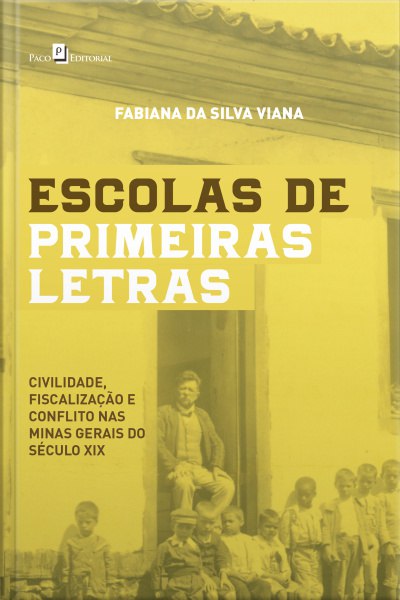 PACO EDITORIAL
FABIANA DA SILVA VIANA
ESCOLAS DE
PRIMEIRAS
LETRAS
CIVILIDADE,
FISCALIZAÇÃO E
CONFLITO NAS
MINAS GERAIS DO
SÉCULO XIX